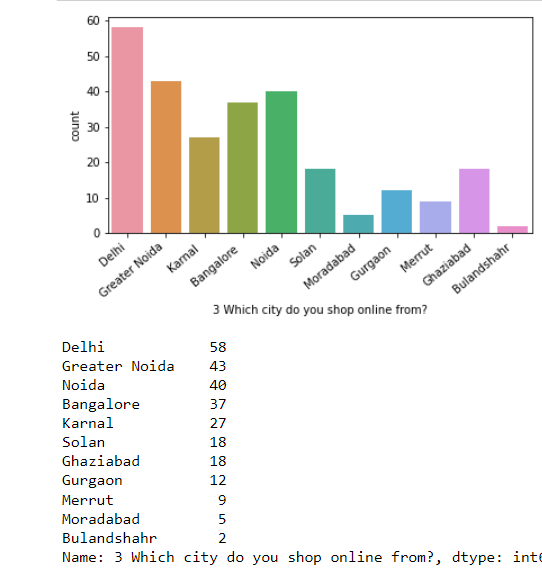 60
50
40
30
20
10
0
count
Delhi
Greater Noida
Karnal
Bangalore
Noida
Solan
Moradabad
Gurgaon
Merrut
Ghaziabad
Bulandshahr
3 Which city do you shop online from?
Delhi 58
Greater Noida 43
Noida 40
Bangalore 37
Karnal 27
Solan 18
Ghaziabad 18
Gurgaon 12
Merrut 9
Moradabad 5
Bulandshahr 2
Name: 3 Which city do you shop online from?, dtype: int6